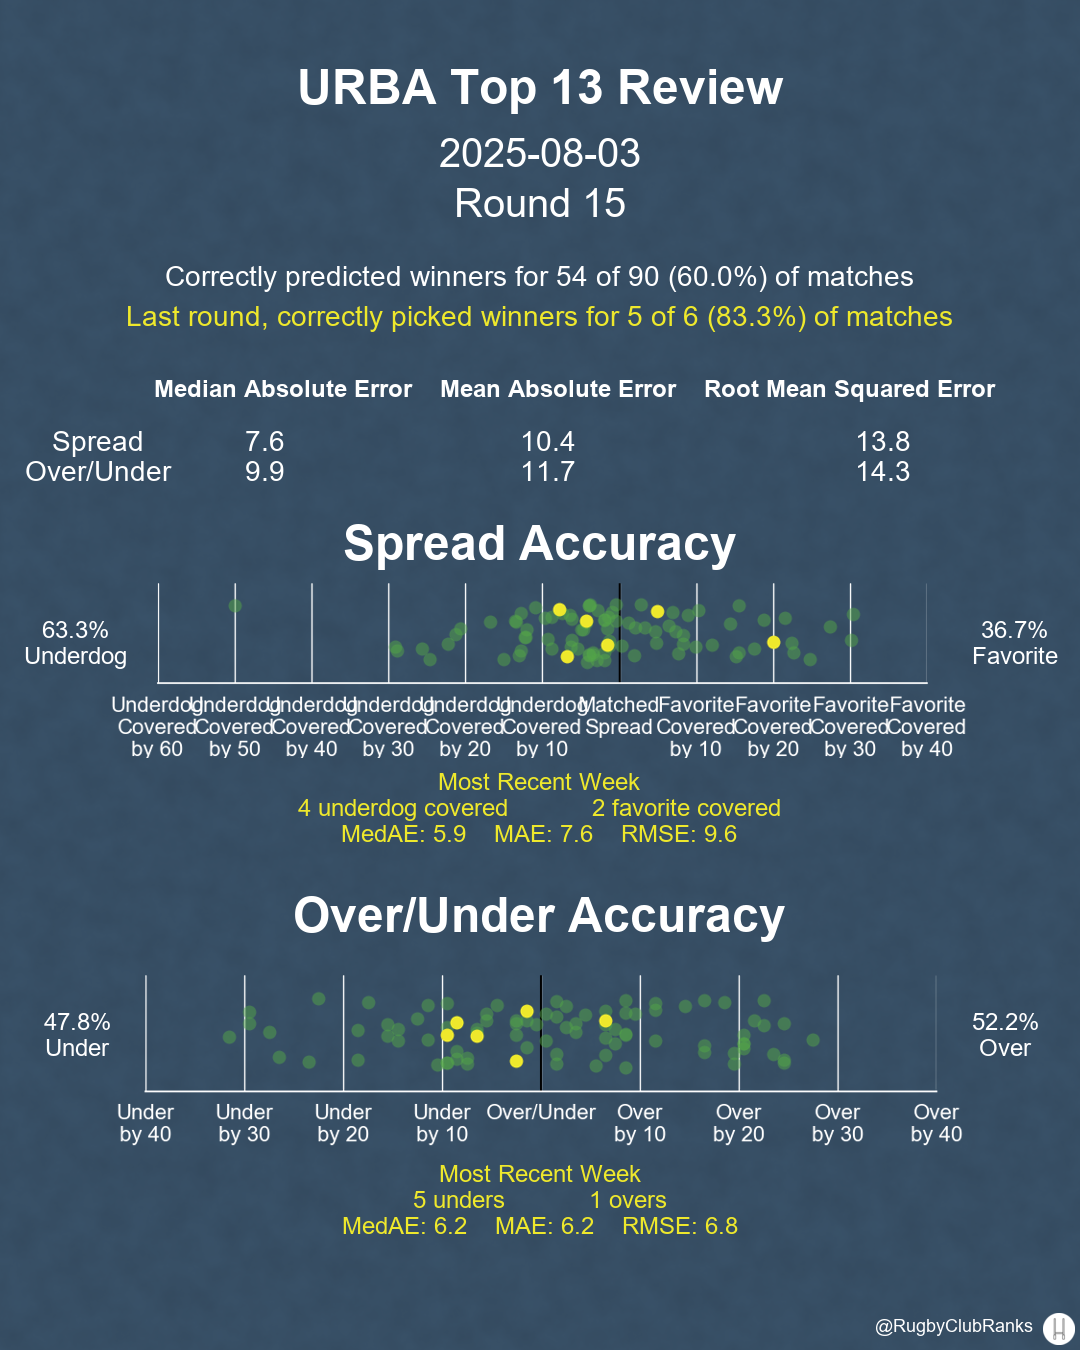 URBA Top 13 Review
2025-08-03
Round 15
Correctly predicted winners for 54 of 90 (60.0%) of matches
Last round, correctly picked winners for 5 of 6 (83.3%) of matches
Median Absolute Error Mean Absolute Error Root Mean Squared Error
Spread 7.6 10.4 13.8
Over/Under 9.9 11.7 14.3
Spread Accuracy
63.3% 36.7%
Underdog Favorite
Underdog Underdog Underdog Underdog Underdog Underdog Matched Favorite Favorite Favorite Favorite
Covered Covered Covered Covered Covered Covered Spread Covered Covered Covered Covered
by 60 by 50 by 40 by 30 by 20 by 10 by 10 by 20 by 30 by 40
Most Recent Week
4 underdog covered 2 favorite covered
MedAE: 5.9 MAE: 7.6 RMSE: 9.6
Over/Under Accuracy
47.8% 52.2%
Under Over
Under Under Under Under Over/Under Over Over Over Over
by 40 by 30 by 20 by 10 by 10 by 20 by 30 by 40
Most Recent Week
5 unders 1 overs
MedAE: 6.2 MAE: 6.2 RMSE: 6.8
@RugbyClubRanks